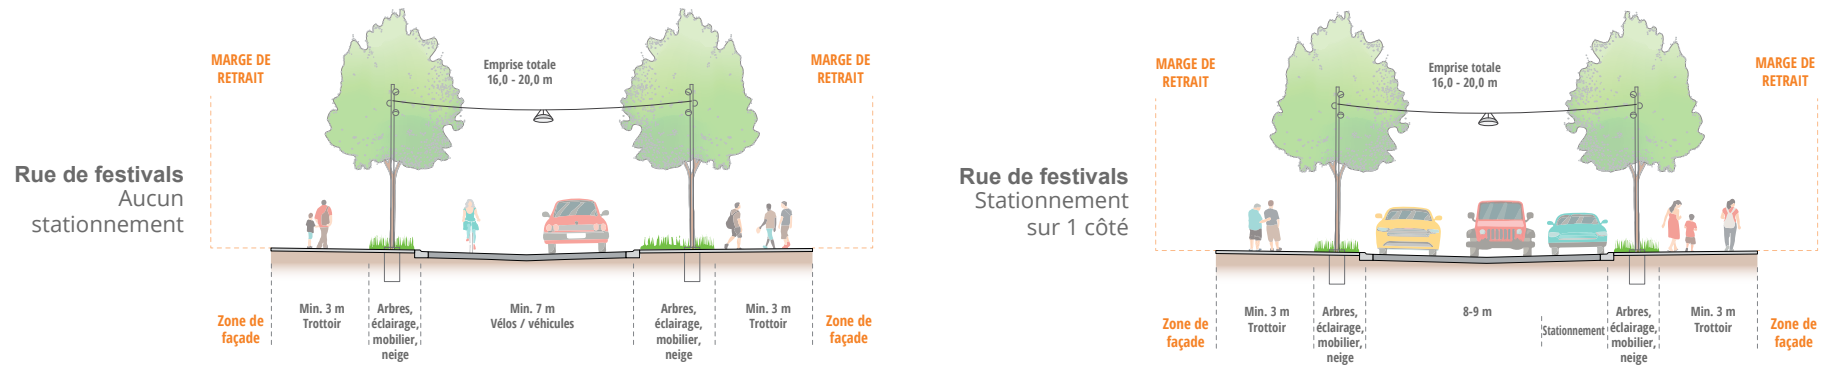 Rue de festivals
Aucun
stationnement
MARGE DE
RETRAIT
Emprise totale
16,0 - 20,0 m
MARGE DE
RETRAIT
Zone de
façade
Min. 3 m
Trottoir
Arbres,
éclairage,
mobilier,
neige
Min. 7 m
Vélos / véhicules
Arbres,
éclairage,
mobilier,
neige
Min. 3 m
Trottoir
Zone de
façade
Rue de festivals
Stationnement
sur 1 côté
MARGE DE
RETRAIT
Emprise totale
16,0 - 20,0 m
MARGE DE
RETRAIT
Zone de
façade
Min. 3 m
Trottoir
Arbres,
éclairage,
mobilier,
neige
8-9 m
Stationnement
Arbres,
éclairage,
mobilier,
neige
Min. 3 m
Trottoir
Zone de
façade